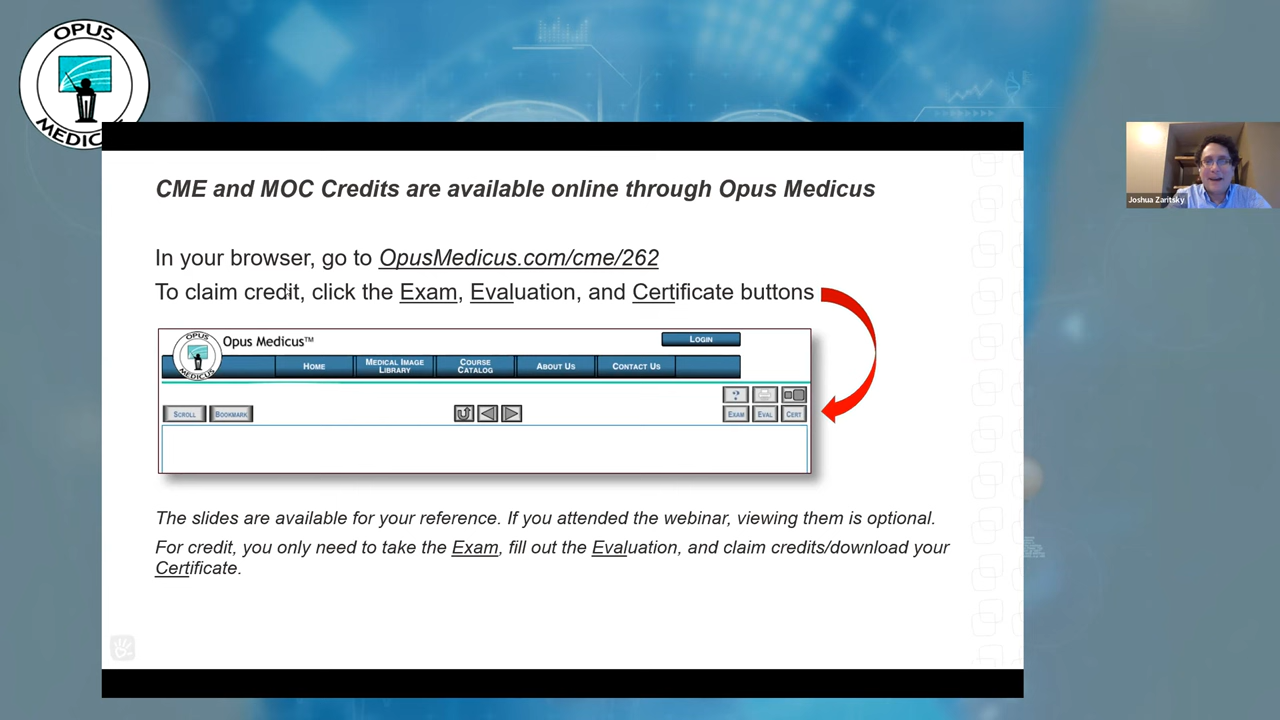 OPUS
MEDIC
CME and MOC Credits are available online through Opus Medicus
Joshua Zaritsky
In your browser, go to OpusMedicus.com/cme/262
To claim credit, click the Exam, Evaluation, and Certificate buttons
OPUS
MEDICUS
Opus Medicus™
LOGIN
HOME
MEDICAL IMAGE
LIBRARY
COURSE
CATALOG
ABOUT US
CONTACT US
?
SCROLL
BOOKMARK
EXAM
EVAL
CERT
The slides are available for your reference. If you attended the webinar, viewing them is optional.
For credit, you only need to take the Exam, fill out the Evaluation, and claim credits/download your
Certificate.